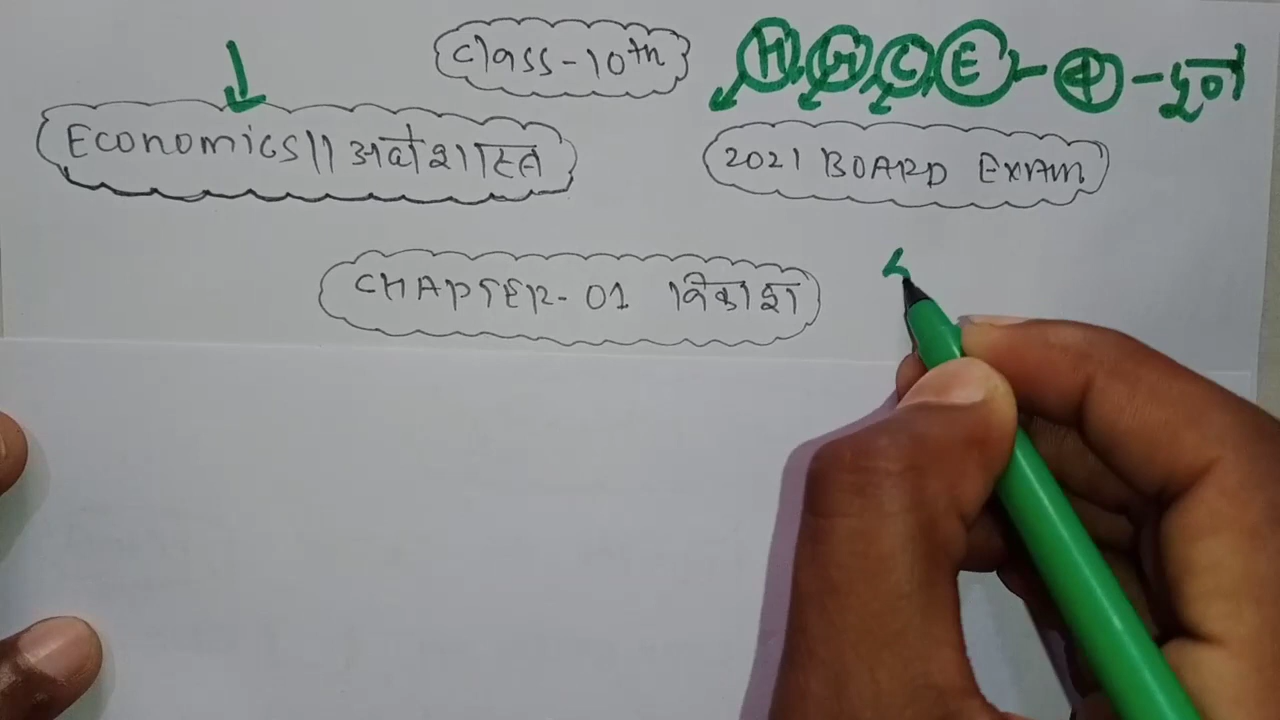 Class-10th
H M C E - क - पूर्ण
Economics || अर्थशास्त्र
2021 BOARD EXAM
CHAPTER-01 विकाश